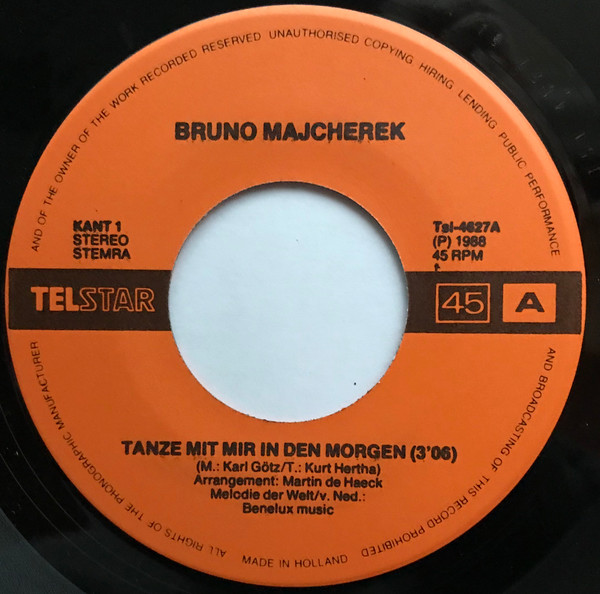 ALL RIGHTS OF THE PHONOGRAPHIC MANUFACTURER AND OF THE OWNER OF THE WORK RECORDED RESERVED UNAUTHORISED COPYING HIRING LENDING PUBLIC PERFORMANCE AND BROADCASTING OF THIS RECORD PROHIBITED
BRUNO MAJCHEREK
KANT 1
STEREO
STEMRA
Tsl-4627A
(P) 1988
45 RPM
TELSTAR
45 A
TANZE MIT MIR IN DEN MORGEN (3'06)
(M.: Karl Götz/T.: Kurt Hertha)
Arrangement: Martin de Haeck
Melodie der Welt/v. Ned.:
Benelux music
MADE IN HOLLAND